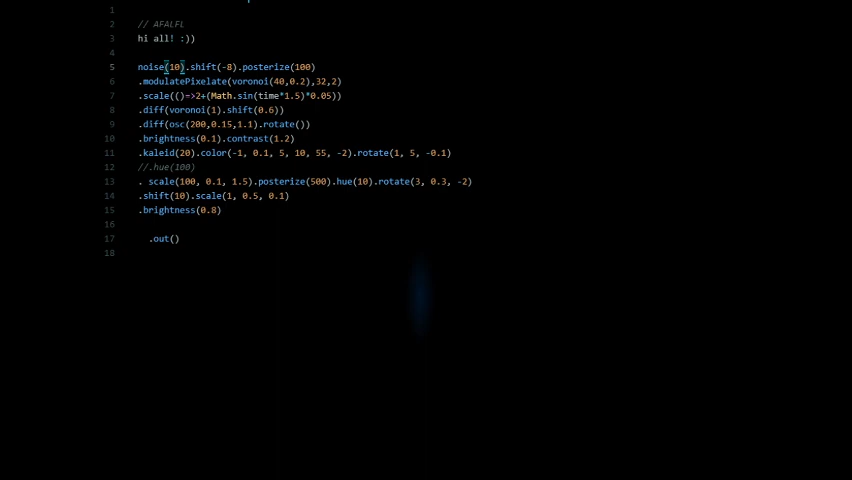 1
2 // AFALFL
3 hi all! :))
4
5 noise(10).shift(-8).posterize(100)
6 .modulatePixelate(voronoi(40,0.2),32,2)
7 .scale(()=>2+(Math.sin(time*1.5)*0.05))
8 .diff(voronoi(1).shift(0.6))
9 .diff(osc(200,0.15,1.1).rotate())
10 .brightness(0.1).contrast(1.2)
11 .kaleid(20).color(-1, 0.1, 5, 10, 55, -2).rotate(1, 5, -0.1)
12 //.hue(100)
13 . scale(100, 0.1, 1.5).posterize(500).hue(10).rotate(3, 0.3, -2)
14 .shift(10).scale(1, 0.5, 0.1)
15 .brightness(0.8)
16
17 .out()
18